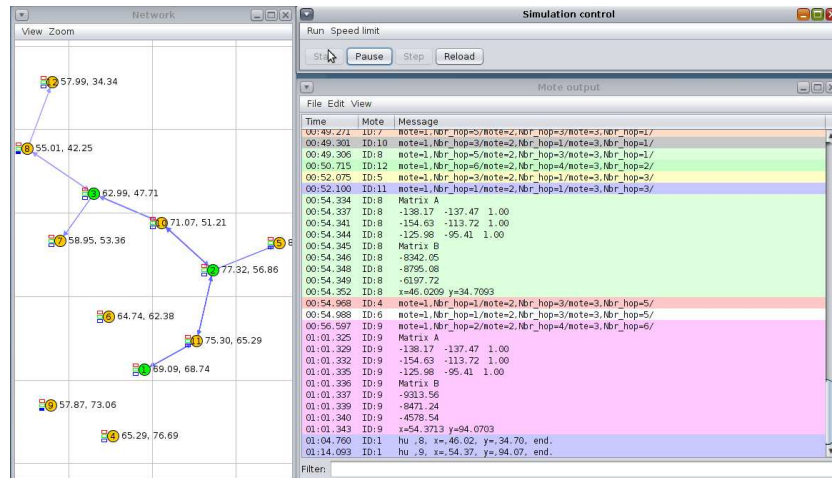 Network
View Zoom
12 57.99, 34.34
8 55.01, 42.25
3 62.99, 47.71
10 71.07, 51.21
7 58.95, 53.36
5 8
2 77.32, 56.86
6 64.74, 62.38
11 75.30, 65.29
1 69.09, 68.74
9 57.87, 73.06
4 65.29, 76.69
Simulation control
Run Speed limit
Pause Step Reload
Mote output
File Edit View
Time Mote Message
00:49.271 ID:7 mote=1,Nbr_hop=5/mote=2,Nbr_hop=3/mote=3,Nbr_hop=1/
00:49.301 ID:10 mote=1,Nbr_hop=3/mote=2,Nbr_hop=1/mote=3,Nbr_hop=1/
00:49.306 ID:8 mote=1,Nbr_hop=5/mote=2,Nbr_hop=3/mote=3,Nbr_hop=1/
00:50.715 ID:12 mote=1,Nbr_hop=6/mote=2,Nbr_hop=4/mote=3,Nbr_hop=2/
00:52.075 ID:5 mote=1,Nbr_hop=3/mote=2,Nbr_hop=1/mote=3,Nbr_hop=3/
00:52.100 ID:11 mote=1,Nbr_hop=1/mote=2,Nbr_hop=1/mote=3,Nbr_hop=3/
00:54.334 ID:8 Matrix A
00:54.337 ID:8 -138.17 -137.47 1.00
00:54.341 ID:8 -154.63 -113.72 1.00
00:54.344 ID:8 -125.98 -95.41 1.00
00:54.345 ID:8 Matrix B
00:54.346 ID:8 -8342.05
00:54.348 ID:8 -8795.08
00:54.349 ID:8 -6197.72
00:54.352 ID:8 x=46.0209 y=34.7093
00:54.968 ID:4 mote=1,Nbr_hop=1/mote=2,Nbr_hop=3/mote=3,Nbr_hop=5/
00:54.988 ID:6 mote=1,Nbr_hop=1/mote=2,Nbr_hop=3/mote=3,Nbr_hop=5/
00:56.597 ID:9 mote=1,Nbr_hop=2/mote=2,Nbr_hop=4/mote=3,Nbr_hop=6/
01:01.325 ID:9 Matrix A
01:01.329 ID:9 -138.17 -137.47 1.00
01:01.332 ID:9 -154.63 -113.72 1.00
01:01.335 ID:9 -125.98 -95.41 1.00
01:01.336 ID:9 Matrix B
01:01.337 ID:9 -9313.56
01:01.339 ID:9 -8471.24
01:01.340 ID:9 -4578.54
01:01.343 ID:9 x=54.3713 y=94.0703
01:04.760 ID:1 hu ,8, x=,46.02, y=,34.70, end.
01:14.093 ID:1 hu ,9, x=,54.37, y=,94.07, end.
Filter: